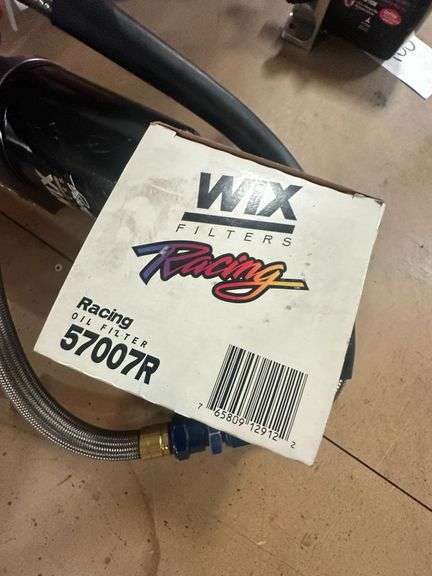 WIX
FILTERS
Racing
Racing
OIL FILTER
57007R
7 65809 12912 2